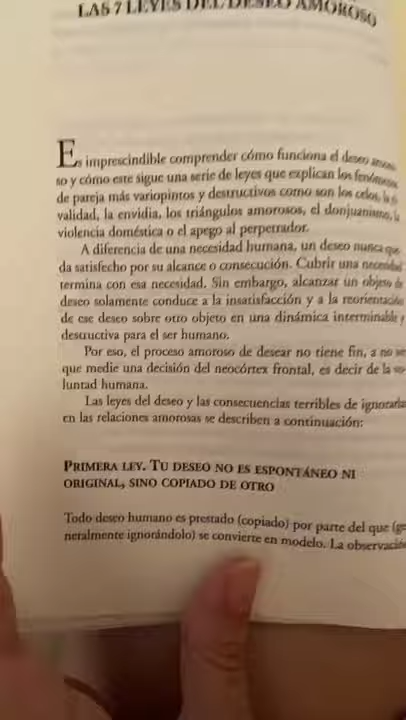 LAS 7 LEYES DEL DESEO AMOROSO
Es imprescindible comprender cómo funciona el deseo amoro-
so y cómo este sigue una serie de leyes que explican los fenómenos
de pareja más variopintos y destructivos como son los celos, la ri-
validad, la envidia, los triángulos amorosos, el donjuanismo, la
violencia doméstica o el apego al perpetrador.
A diferencia de una necesidad humana, un deseo nunca que-
da satisfecho por su alcance o consecución. Cubrir una necesidad
termina con esa necesidad. Sin embargo, alcanzar un objeto de
deseo solamente conduce a la insatisfacción y a la reorientación
de ese deseo sobre otro objeto en una dinámica interminable y
destructiva para el ser humano.
Por eso, el proceso amoroso de desear no tiene fin, a no ser
que medie una decisión del neocórtex frontal, es decir de la vo-
luntad humana.
Las leyes del deseo y las consecuencias terribles de ignorarlas
en las relaciones amorosas se describen a continuación:
PRIMERA LEY. TU DESEO NO ES ESPONTÁNEO NI
ORIGINAL, SINO COPIADO DE OTRO
Todo deseo humano es prestado (copiado) por parte del que (ge-
neralmente ignorándolo) se convierte en modelo. La observación